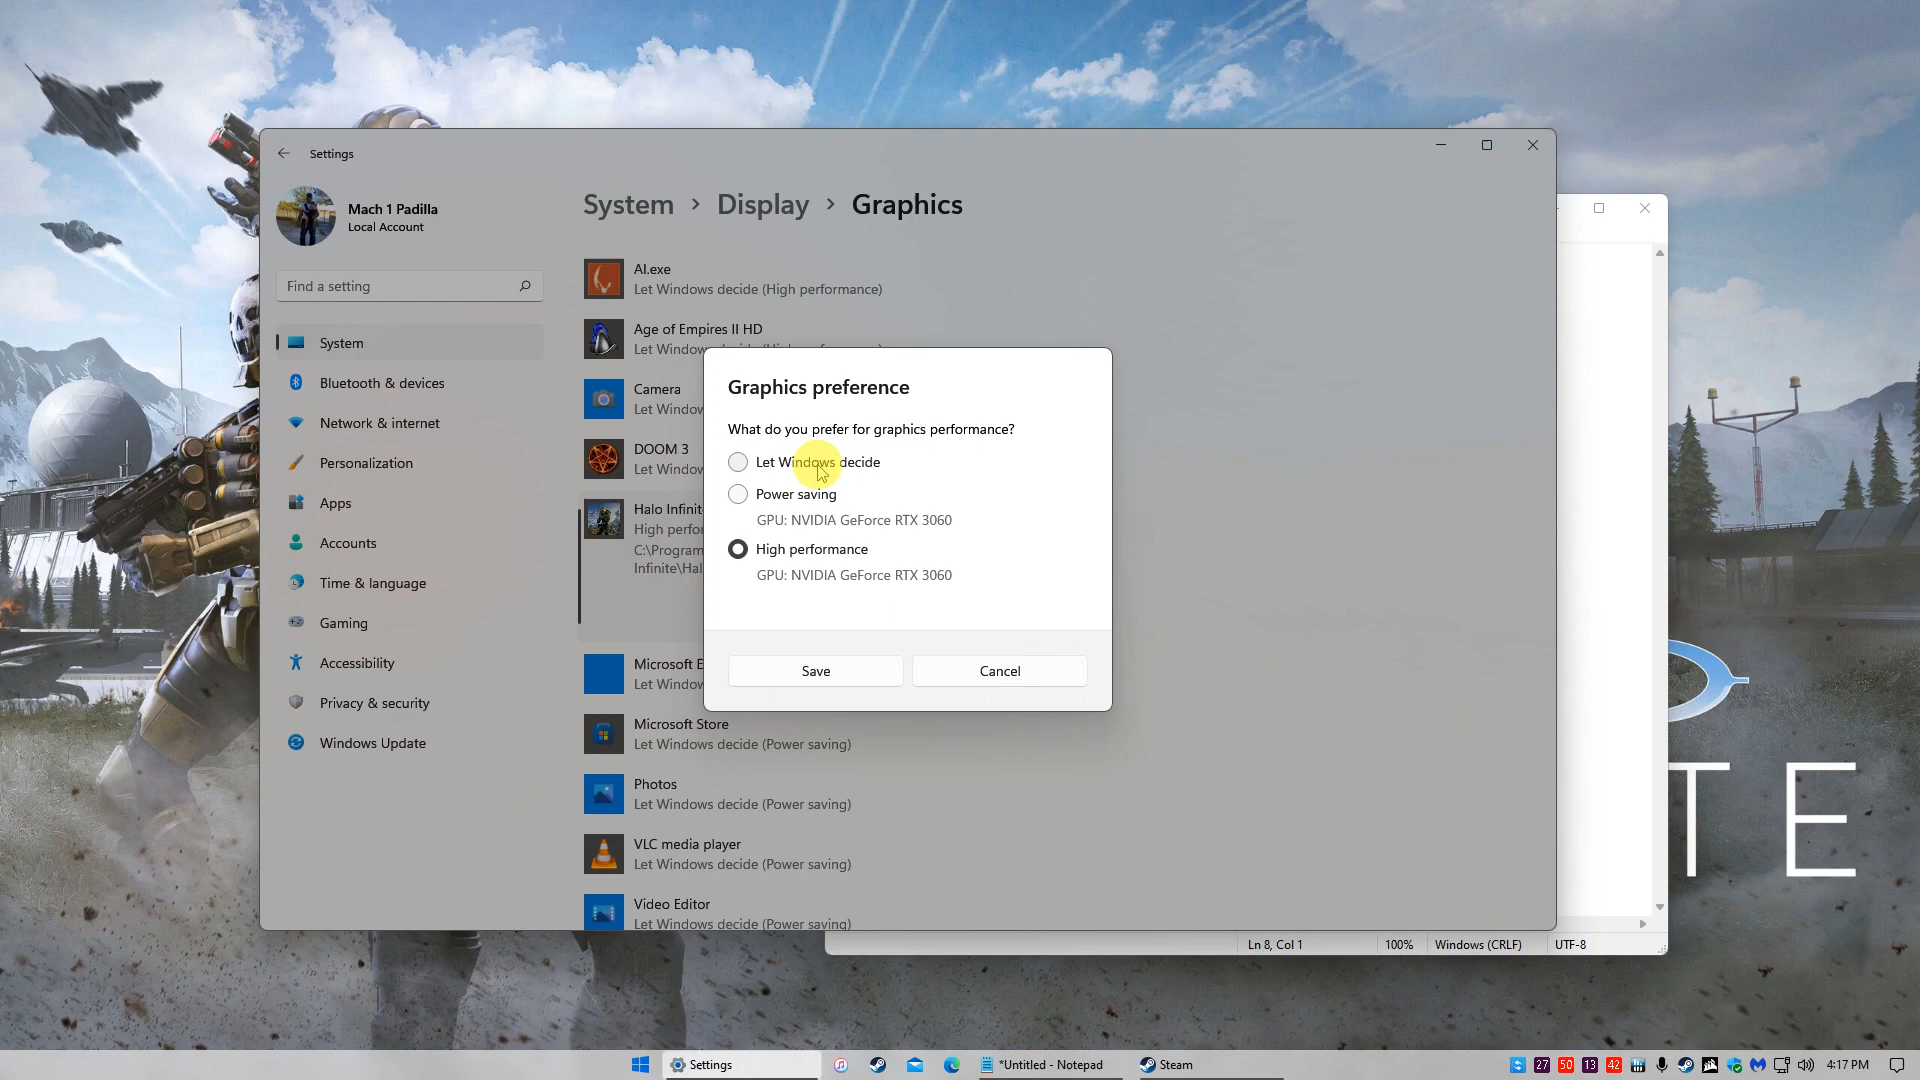 Settings
Mach 1 Padilla
Local Account
Find a setting
System
Bluetooth & devices
Network & internet
Personalization
Apps
Accounts
Time & language
Gaming
Accessibility
Privacy & security
Windows Update
System > Display > Graphics
AI.exe
Let Windows decide (High performance)
Age of Empires II HD
Let Window
Camera
Let Window
DOOM 3
Let Window
Halo Infinit
High perfo
C:\Program
Infinite\Hal
Microsoft E
Let Window
Microsoft Store
Let Windows decide (Power saving)
Photos
Let Windows decide (Power saving)
VLC media player
Let Windows decide (Power saving)
Video Editor
Let Windows decide (Power saving)
Graphics preference
What do you prefer for graphics performance?
Let Windows decide
Power saving
GPU: NVIDIA GeForce RTX 3060
High performance
GPU: NVIDIA GeForce RTX 3060
Save Cancel
T E
Ln 8, Col 1 100% Windows (CRLF) UTF-8
Settings *Untitled - Notepad Steam 27 50 13 42 4:17 PM